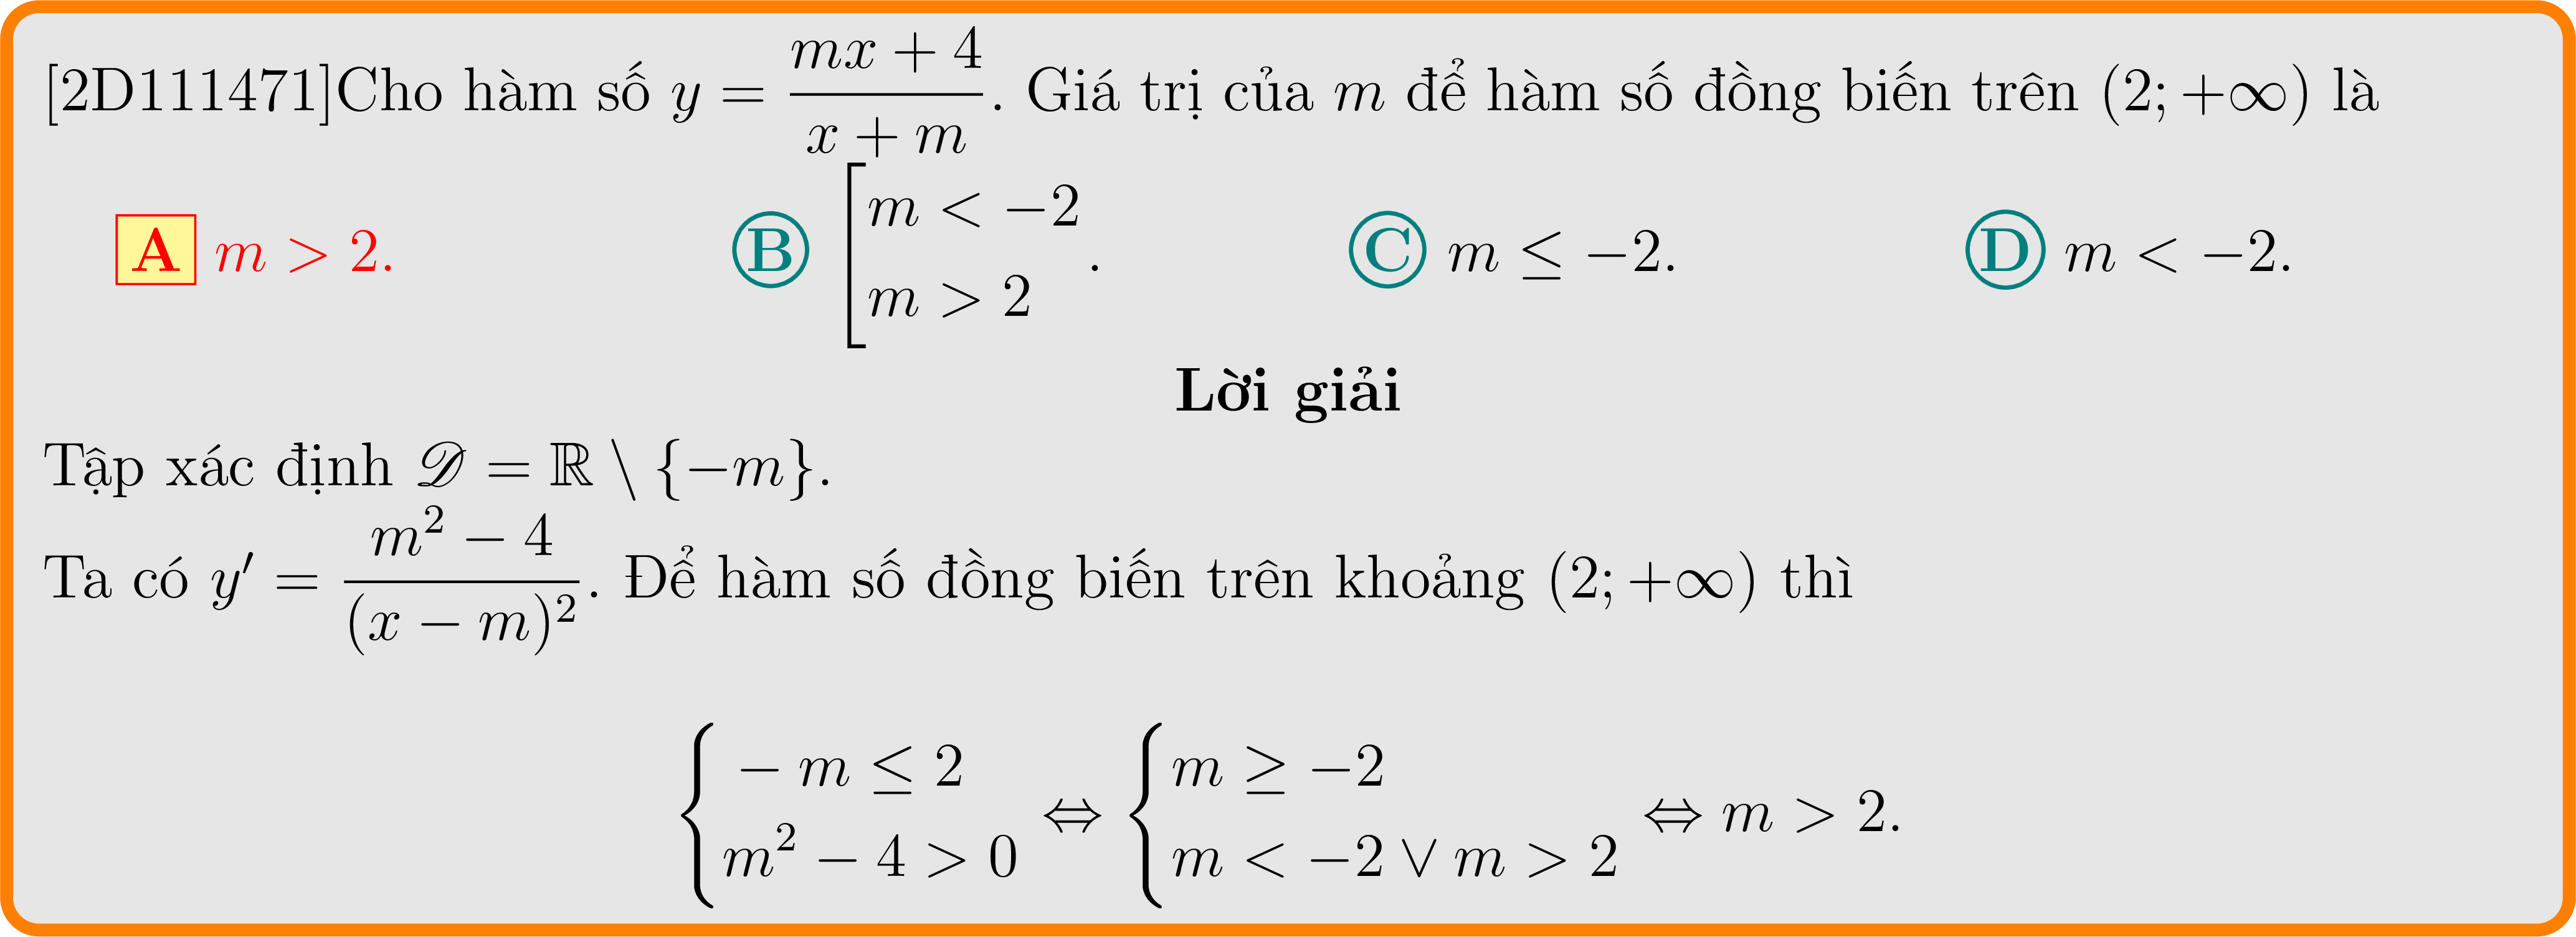 [2D111471]Cho hàm số $y = \dfrac{mx + 4}{x + m}$. Giá trị của $m$ để hàm số đồng biến trên $(2; +\infty)$ là
A $m > 2$. B $\left[\begin{array}{l} m < -2 \\ m > 2 \end{array}\right.$. C $m \leq -2$. D $m < -2$.
Lời giải
Tập xác định $\mathscr{D} = \mathbb{R} \setminus \{-m\}$.
Ta có $y' = \dfrac{m^2 - 4}{(x - m)^2}$. Để hàm số đồng biến trên khoảng $(2; +\infty)$ thì
$\begin{cases} -m \leq 2 \\ m^2 - 4 > 0 \end{cases} \Leftrightarrow \begin{cases} m \geq -2 \\ m < -2 \vee m > 2 \end{cases} \Leftrightarrow m > 2.$